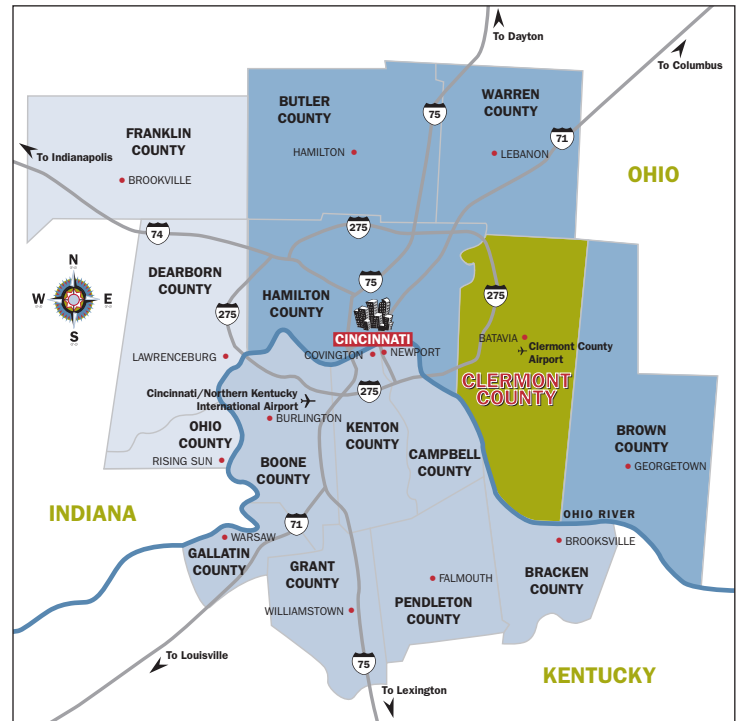 To Dayton
To Columbus
WARREN
COUNTY
BUTLER
COUNTY
75
FRANKLIN
COUNTY
71
To Indianapolis
HAMILTON
LEBANON
OHIO
BROOKVILLE
74
275
DEARBORN
COUNTY
N
W E
S
75
HAMILTON
COUNTY
275
275
CINCINNATI
BATAVIA
Clermont County
Airport
LAWRENCEBURG
COVINGTON
NEWPORT
CLERMONT
COUNTY
275
Cincinnati/Northern Kentucky
International Airport
BURLINGTON
OHIO
COUNTY
KENTON
COUNTY
BROWN
COUNTY
RISING SUN
BOONE
COUNTY
CAMPBELL
COUNTY
GEORGETOWN
INDIANA
OHIO RIVER
71
WARSAW
BROOKSVILLE
GALLATIN
COUNTY
GRANT
COUNTY
FALMOUTH
BRACKEN
COUNTY
WILLIAMSTOWN
PENDLETON
COUNTY
To Louisville
75
KENTUCKY
To Lexington